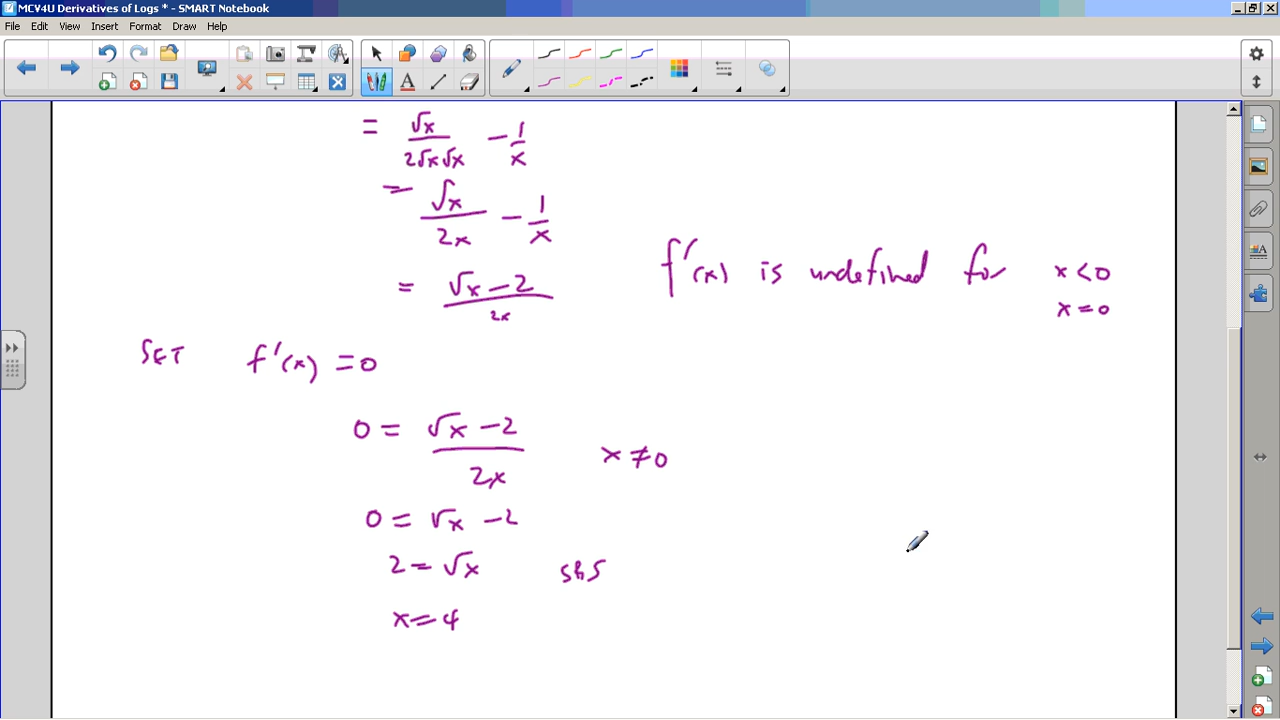 MCV4U Derivatives of Logs * - SMART Notebook
File Edit View Insert Format Draw Help
= √x / 2√x√x - 1/x
= √x / 2x - 1/x
= √x - 2 / 2x
f'(x) is undefined for x < 0
x = 0
SET f'(x) = 0
0 = √x - 2 / 2x x ≠ 0
0 = √x - 2
2 = √x
x = 4